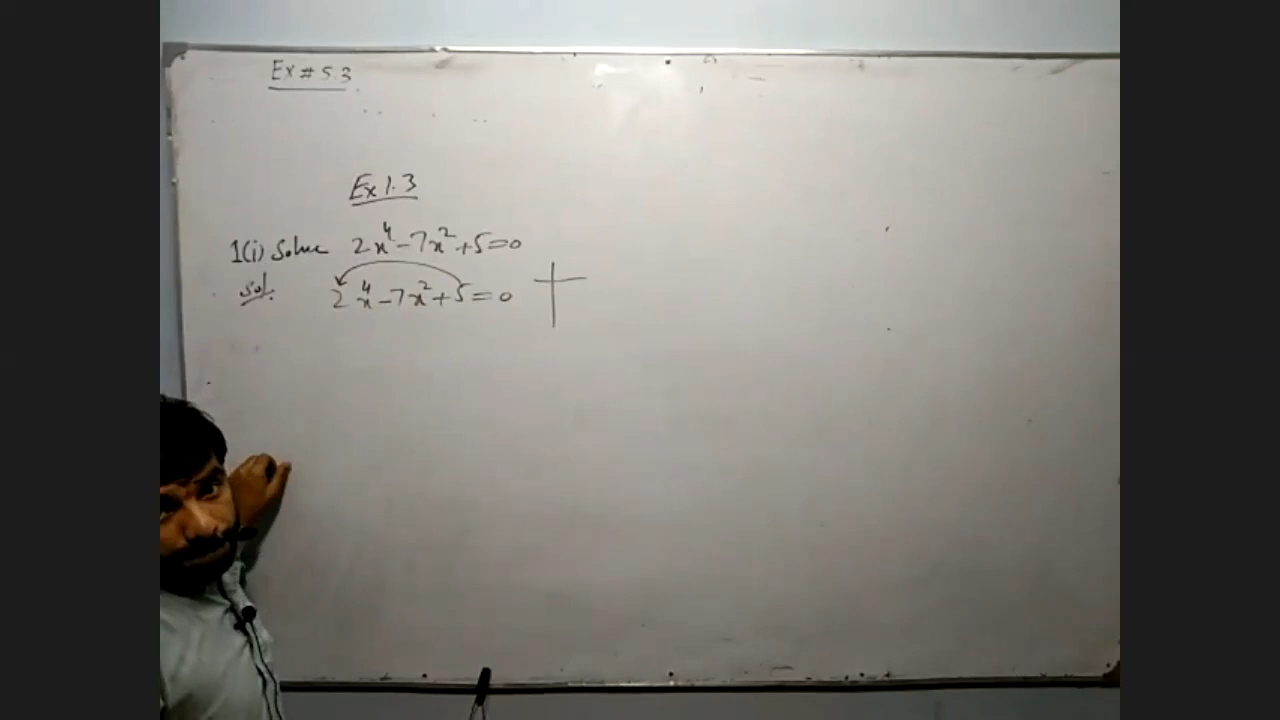 Ex # 5.3
Ex 1.3
1(i) Solve 2x⁴-7x²+5=0
Sol. 2x⁴-7x²+5=0